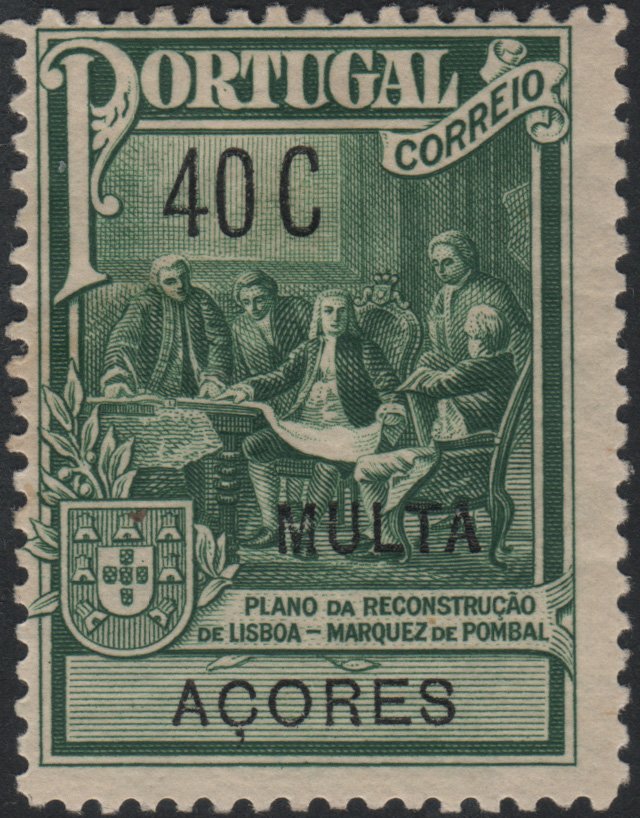 PORTUGAL
CORREIO
40 C
MULTA
PLANO DA RECONSTRUÇÃO
DE LISBOA – MARQUEZ DE POMBAL
AÇORES